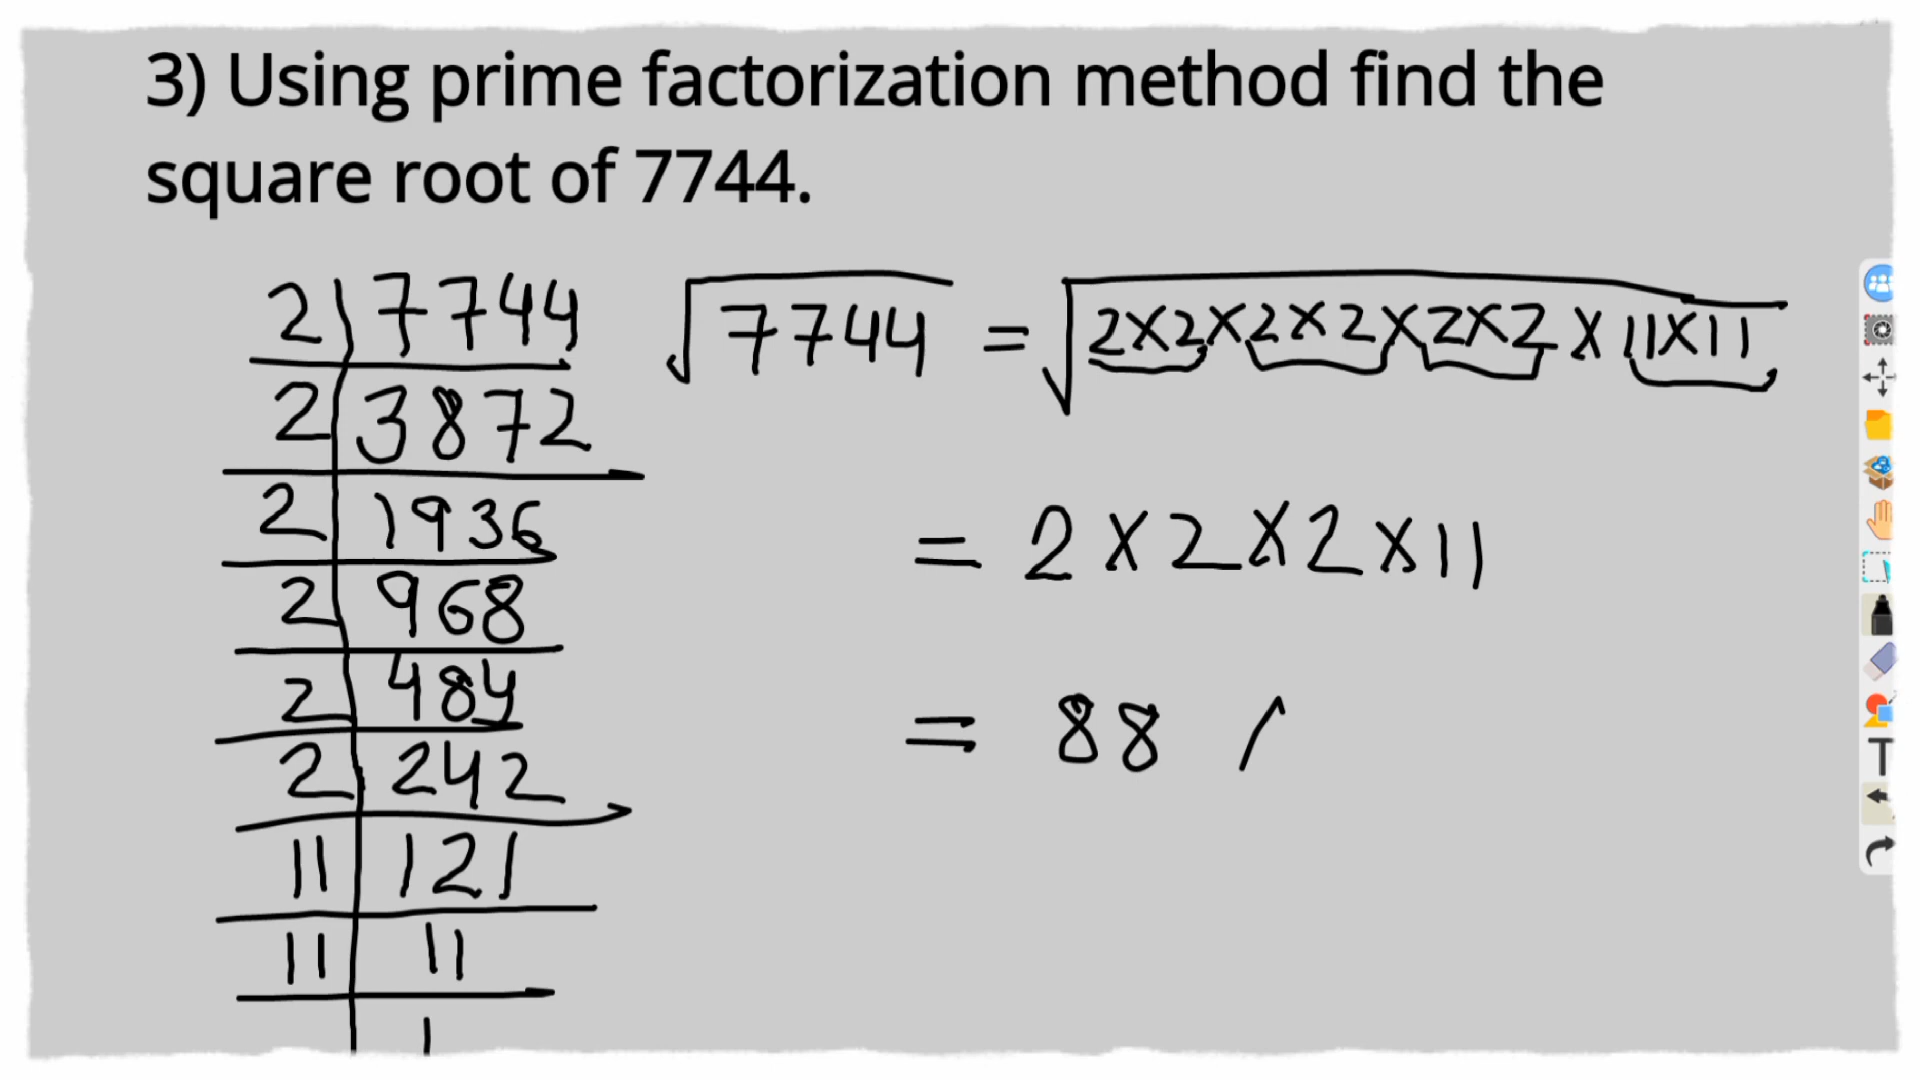 3) Using prime factorization method find the
square root of 7744.
2 7744
2 3872
2 1936
2 968
2 484
2 242
11 121
11 11
1
√7744 = √2×2×2×2×2×2×11×11
= 2×2×2×11
= 88 /
T